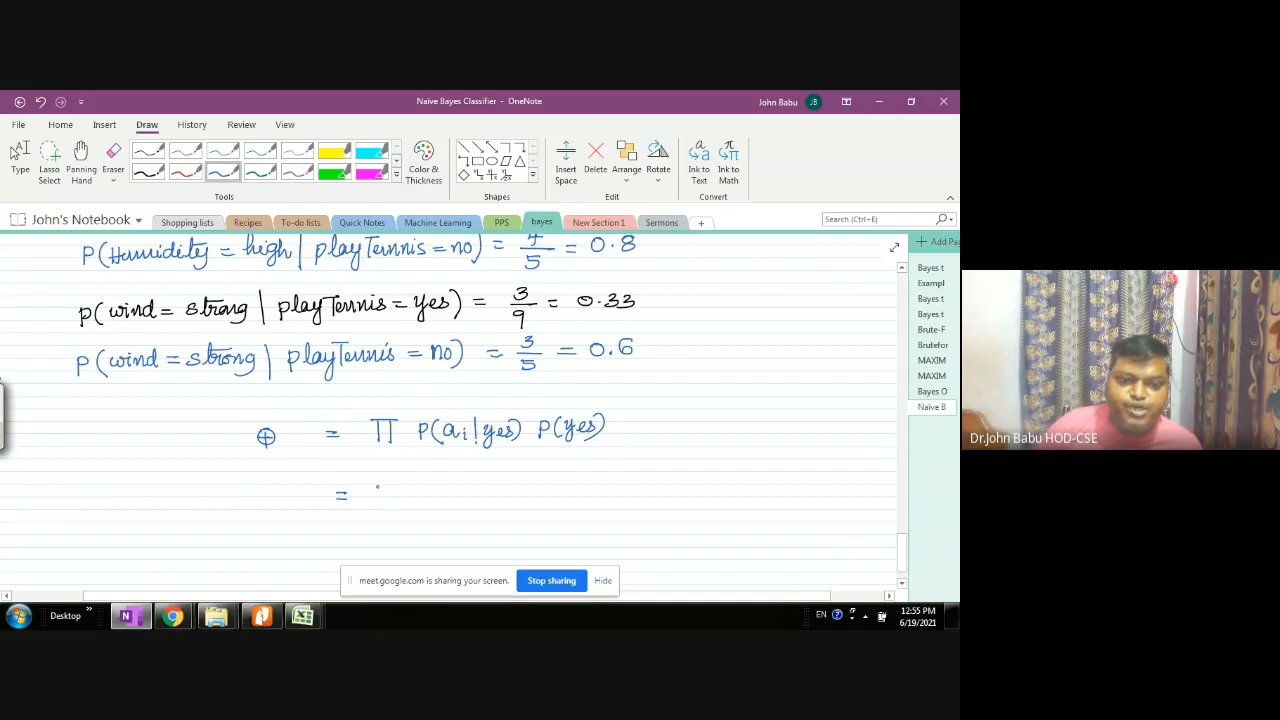 Naïve Bayes Classifier - OneNote
John Babu JB
File Home Insert Draw History Review View
Type Lasso Select Panning Hand Eraser Color & Thickness Insert Space Delete Arrange Rotate Ink to Text Ink to Math
Tools Shapes Edit Convert
John's Notebook Shopping lists Recipes To-do lists Quick Notes Machine Learning PPS bayes New Section 1 Sermons + Search (Ctrl+E)
Add Pa
Bayes t
Exampl
Bayes t
Bayes t
Brute-F
Brutefor
MAXIM
MAXIM
Bayes O
Naïve B
P(Humidity = high | playTennis = no) = 4/5 = 0.8
P(wind = strong | playTennis = yes) = 3/9 = 0.33
P(wind = strong | playTennis = no) = 3/5 = 0.6
⊕ = Π P(ai|yes) P(yes)
=
Dr.John Babu HOD-CSE
meet.google.com is sharing your screen. Stop sharing Hide
Desktop » EN 12:55 PM
6/19/2021